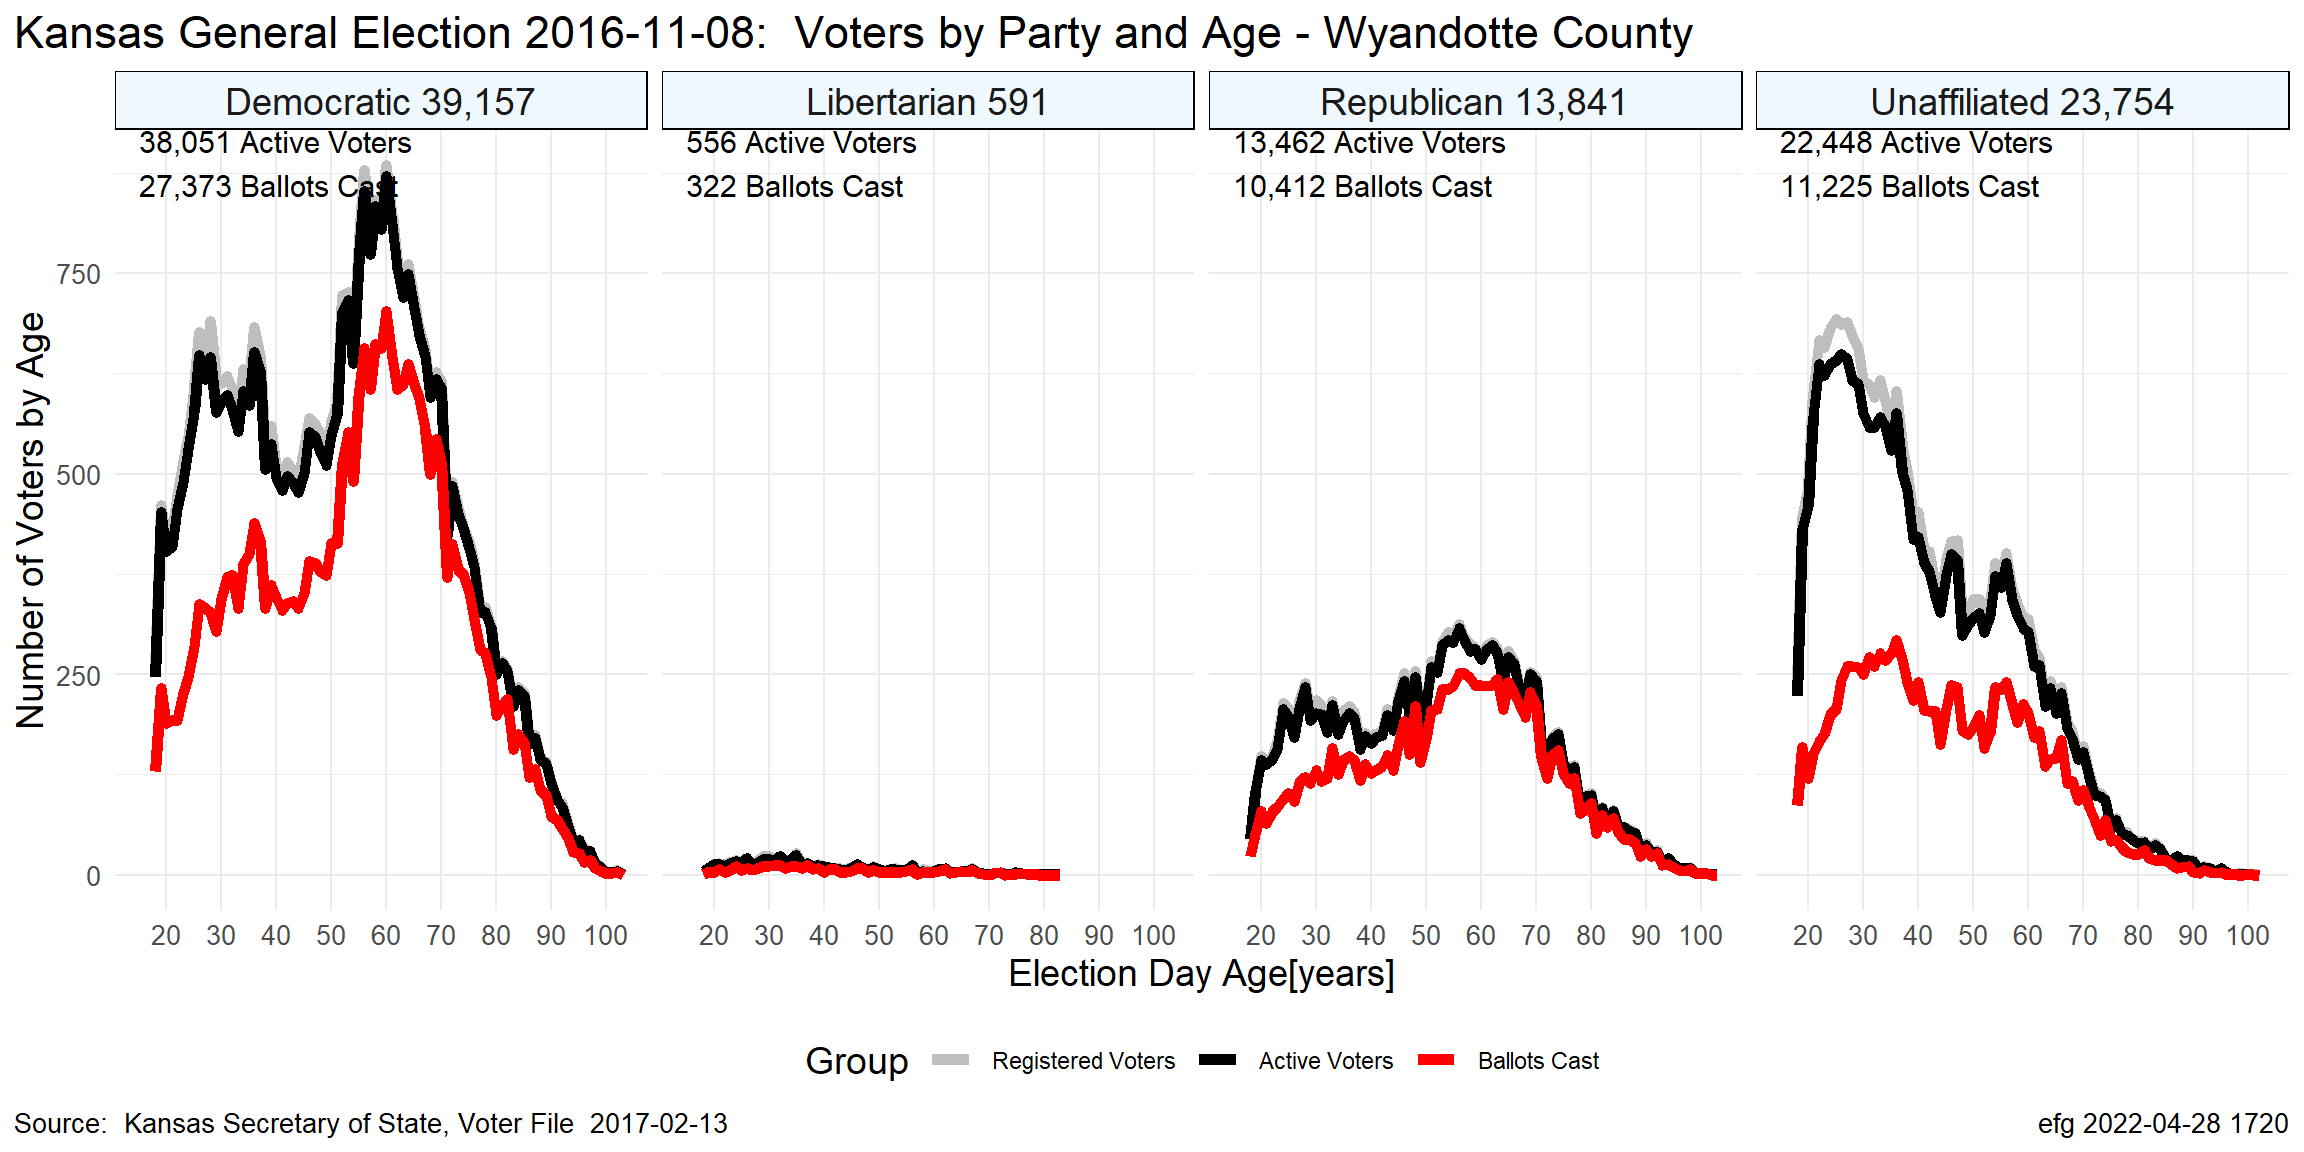 Kansas General Election 2016-11-08:  Voters by Party and Age - Wyandotte County
Democratic 39,157
Libertarian 591
Republican 13,841
Unaffiliated 23,754
38,051 Active Voters
27,373 Ballots Cast
556 Active Voters
322 Ballots Cast
13,462 Active Voters
10,412 Ballots Cast
22,448 Active Voters
11,225 Ballots Cast
Number of Voters by Age
750
500
250
0
20 30 40 50 60 70 80 90 100
20 30 40 50 60 70 80 90 100
20 30 40 50 60 70 80 90 100
20 30 40 50 60 70 80 90 100
Election Day Age[years]
Group Registered Voters Active Voters Ballots Cast
Source:  Kansas Secretary of State, Voter File  2017-02-13
efg 2022-04-28 1720